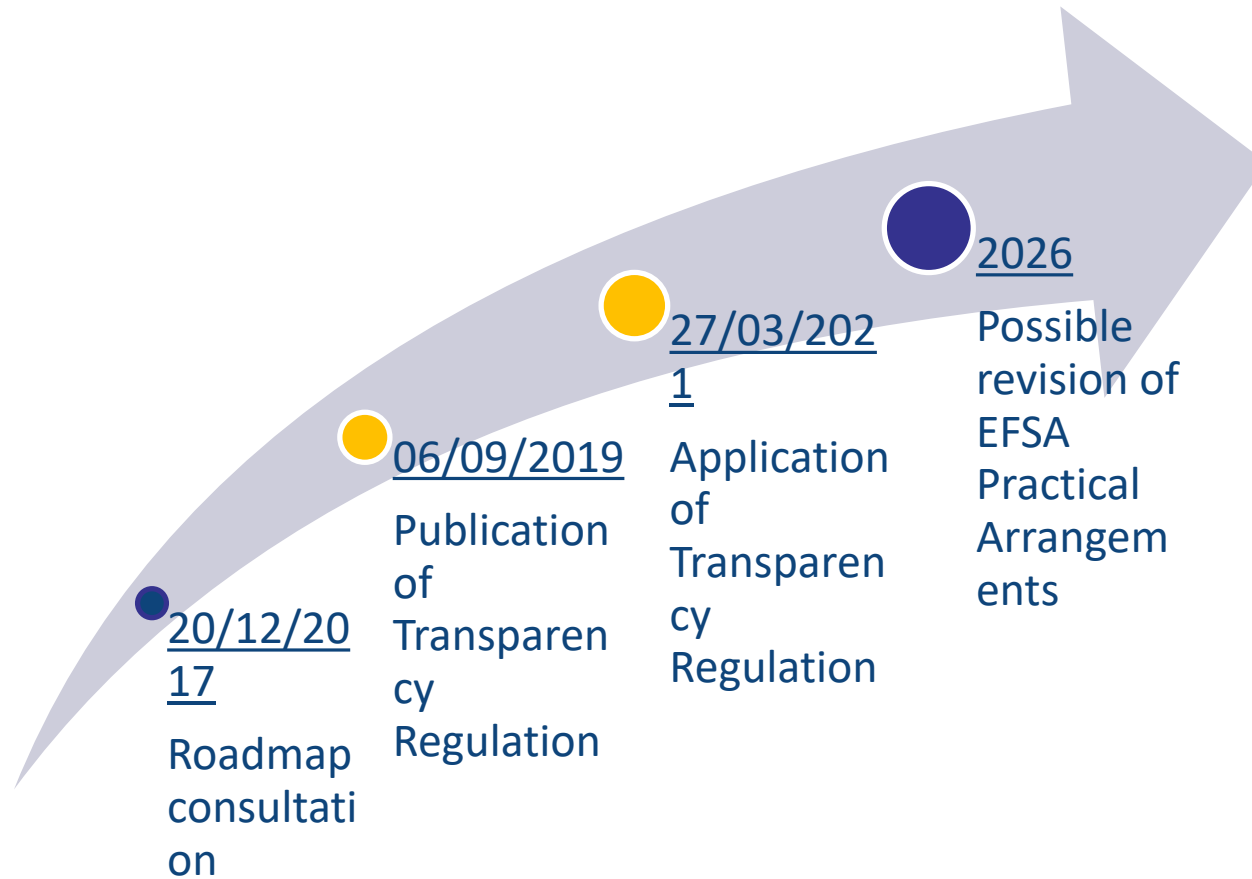 20/12/20
17
Roadmap
consultati
on
06/09/2019
Publication
of
Transparen
cy
Regulation
27/03/202
1
Application
of
Transparen
cy
Regulation
2026
Possible
revision of
EFSA
Practical
Arrangem
ents